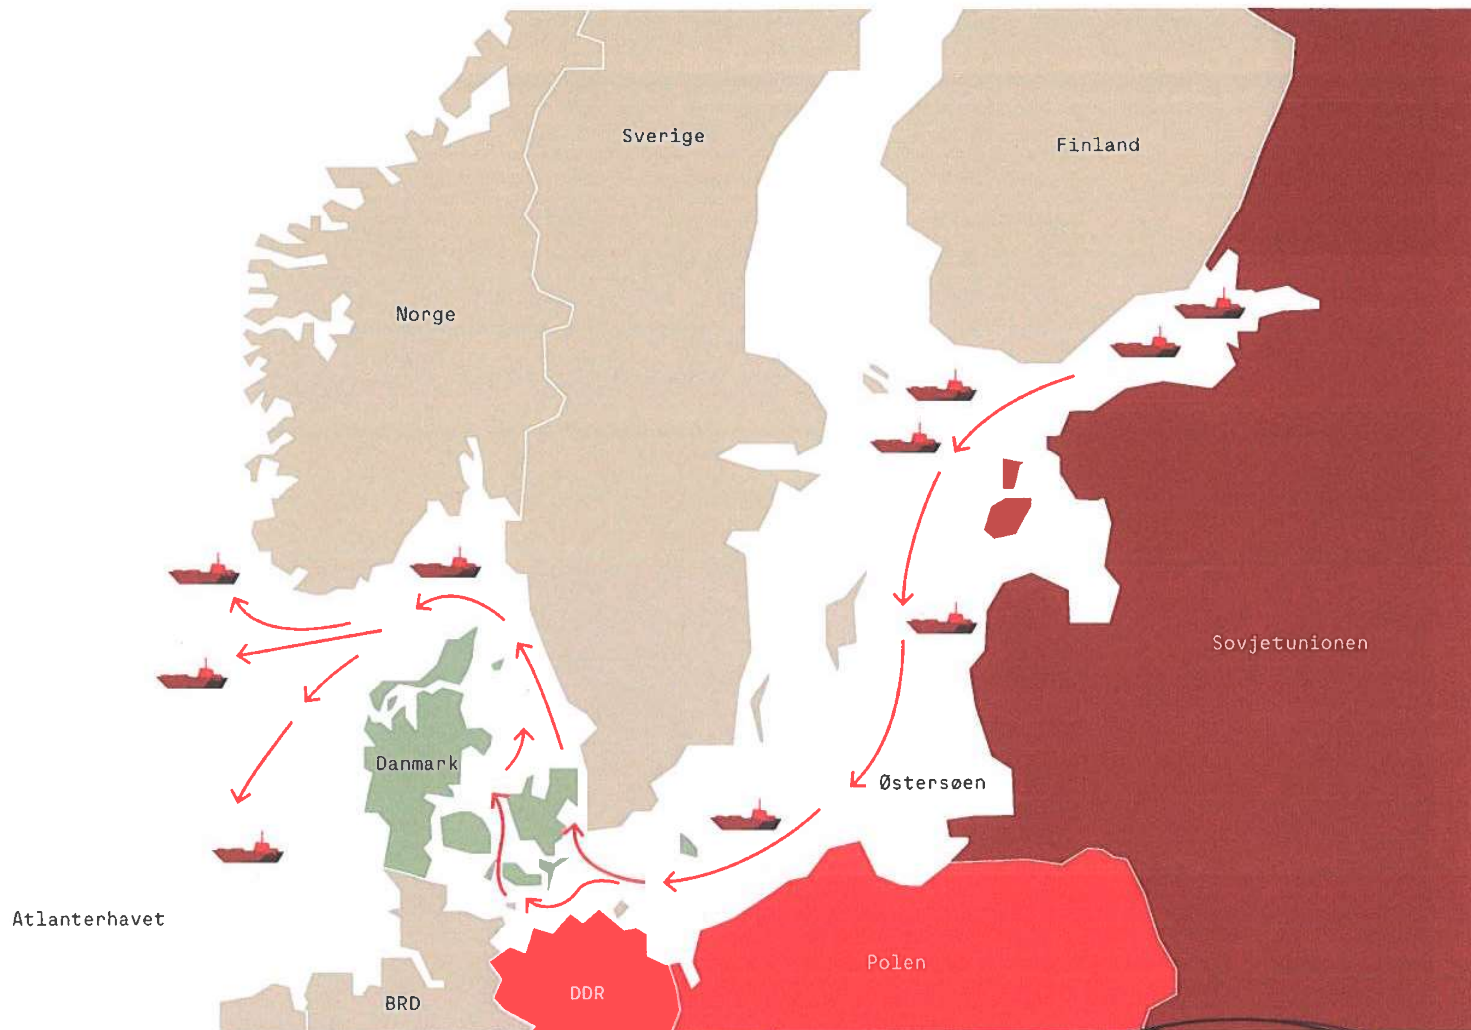 Sverige
Finland
Norge
Sovjetunionen
Danmark
Østersøen
Atlanterhavet
Polen
DDR
BRD